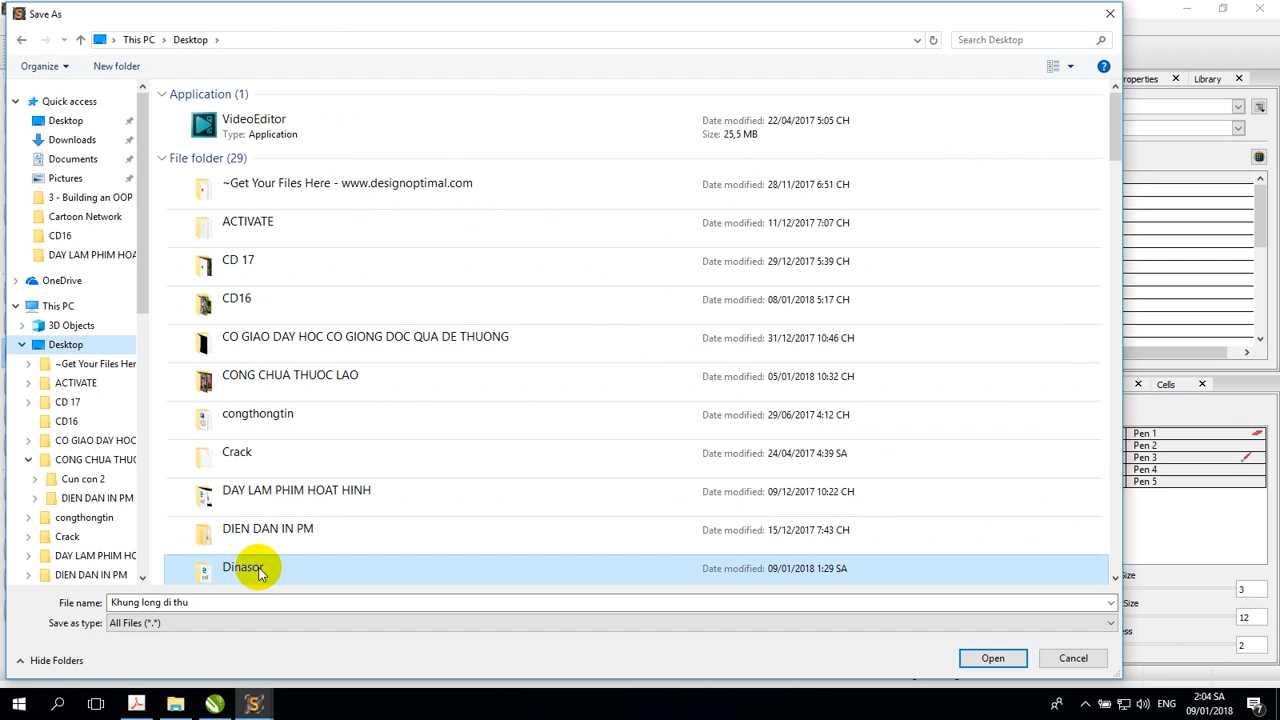 Save As
This PC
Desktop
Search Desktop
Organize
New folder
Quick access
Desktop
Downloads
Documents
Pictures
3 - Building an OOP
Cartoon Network
CD16
DAY LAM PHIM HOA
OneDrive
This PC
3D Objects
Desktop
~Get Your Files Her
ACTIVATE
CD 17
CD16
CO GIAO DAY HOC
CONG CHUA THUO
Cun con 2
DIEN DAN IN PM
congthongtin
Crack
DAY LAM PHIM HO
DIEN DAN IN PM
Application (1)
VideoEditor
Date modified: 22/04/2017 5:05 CH
Type: Application
Size: 25,5 MB
File folder (29)
~Get Your Files Here - www.designoptimal.com
Date modified: 28/11/2017 6:51 CH
ACTIVATE
Date modified: 11/12/2017 7:07 CH
CD 17
Date modified: 29/12/2017 5:39 CH
CD16
Date modified: 08/01/2018 5:17 CH
CO GIAO DAY HOC CO GIONG DOC QUA DE THUONG
Date modified: 31/12/2017 10:46 CH
CONG CHUA THUOC LAO
Date modified: 05/01/2018 10:32 CH
congthongtin
Date modified: 29/06/2017 4:12 CH
Crack
Date modified: 24/04/2017 4:39 SA
DAY LAM PHIM HOAT HINH
Date modified: 09/12/2017 10:22 CH
DIEN DAN IN PM
Date modified: 15/12/2017 7:43 CH
Dinasor
Date modified: 09/01/2018 1:29 SA
File name: Khung long di thu
Save as type: All Files (*.*)
Hide Folders
Open
Cancel
roperties
Library
Cells
Pen 1
Pen 2
Pen 3
Pen 4
Pen 5
Size
3
Size
12
ess
2
ENG
2:04 SA
09/01/2018
7